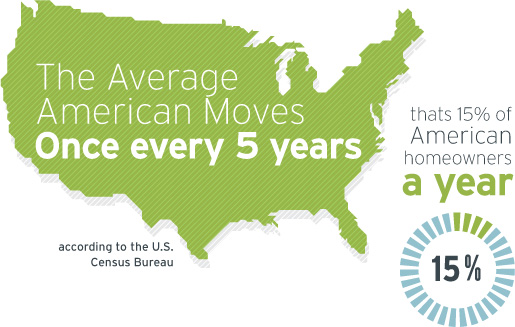 The Average
American Moves
Once every 5 years
thats 15% of
American
homeowners
a year
according to the U.S.
Census Bureau
15%